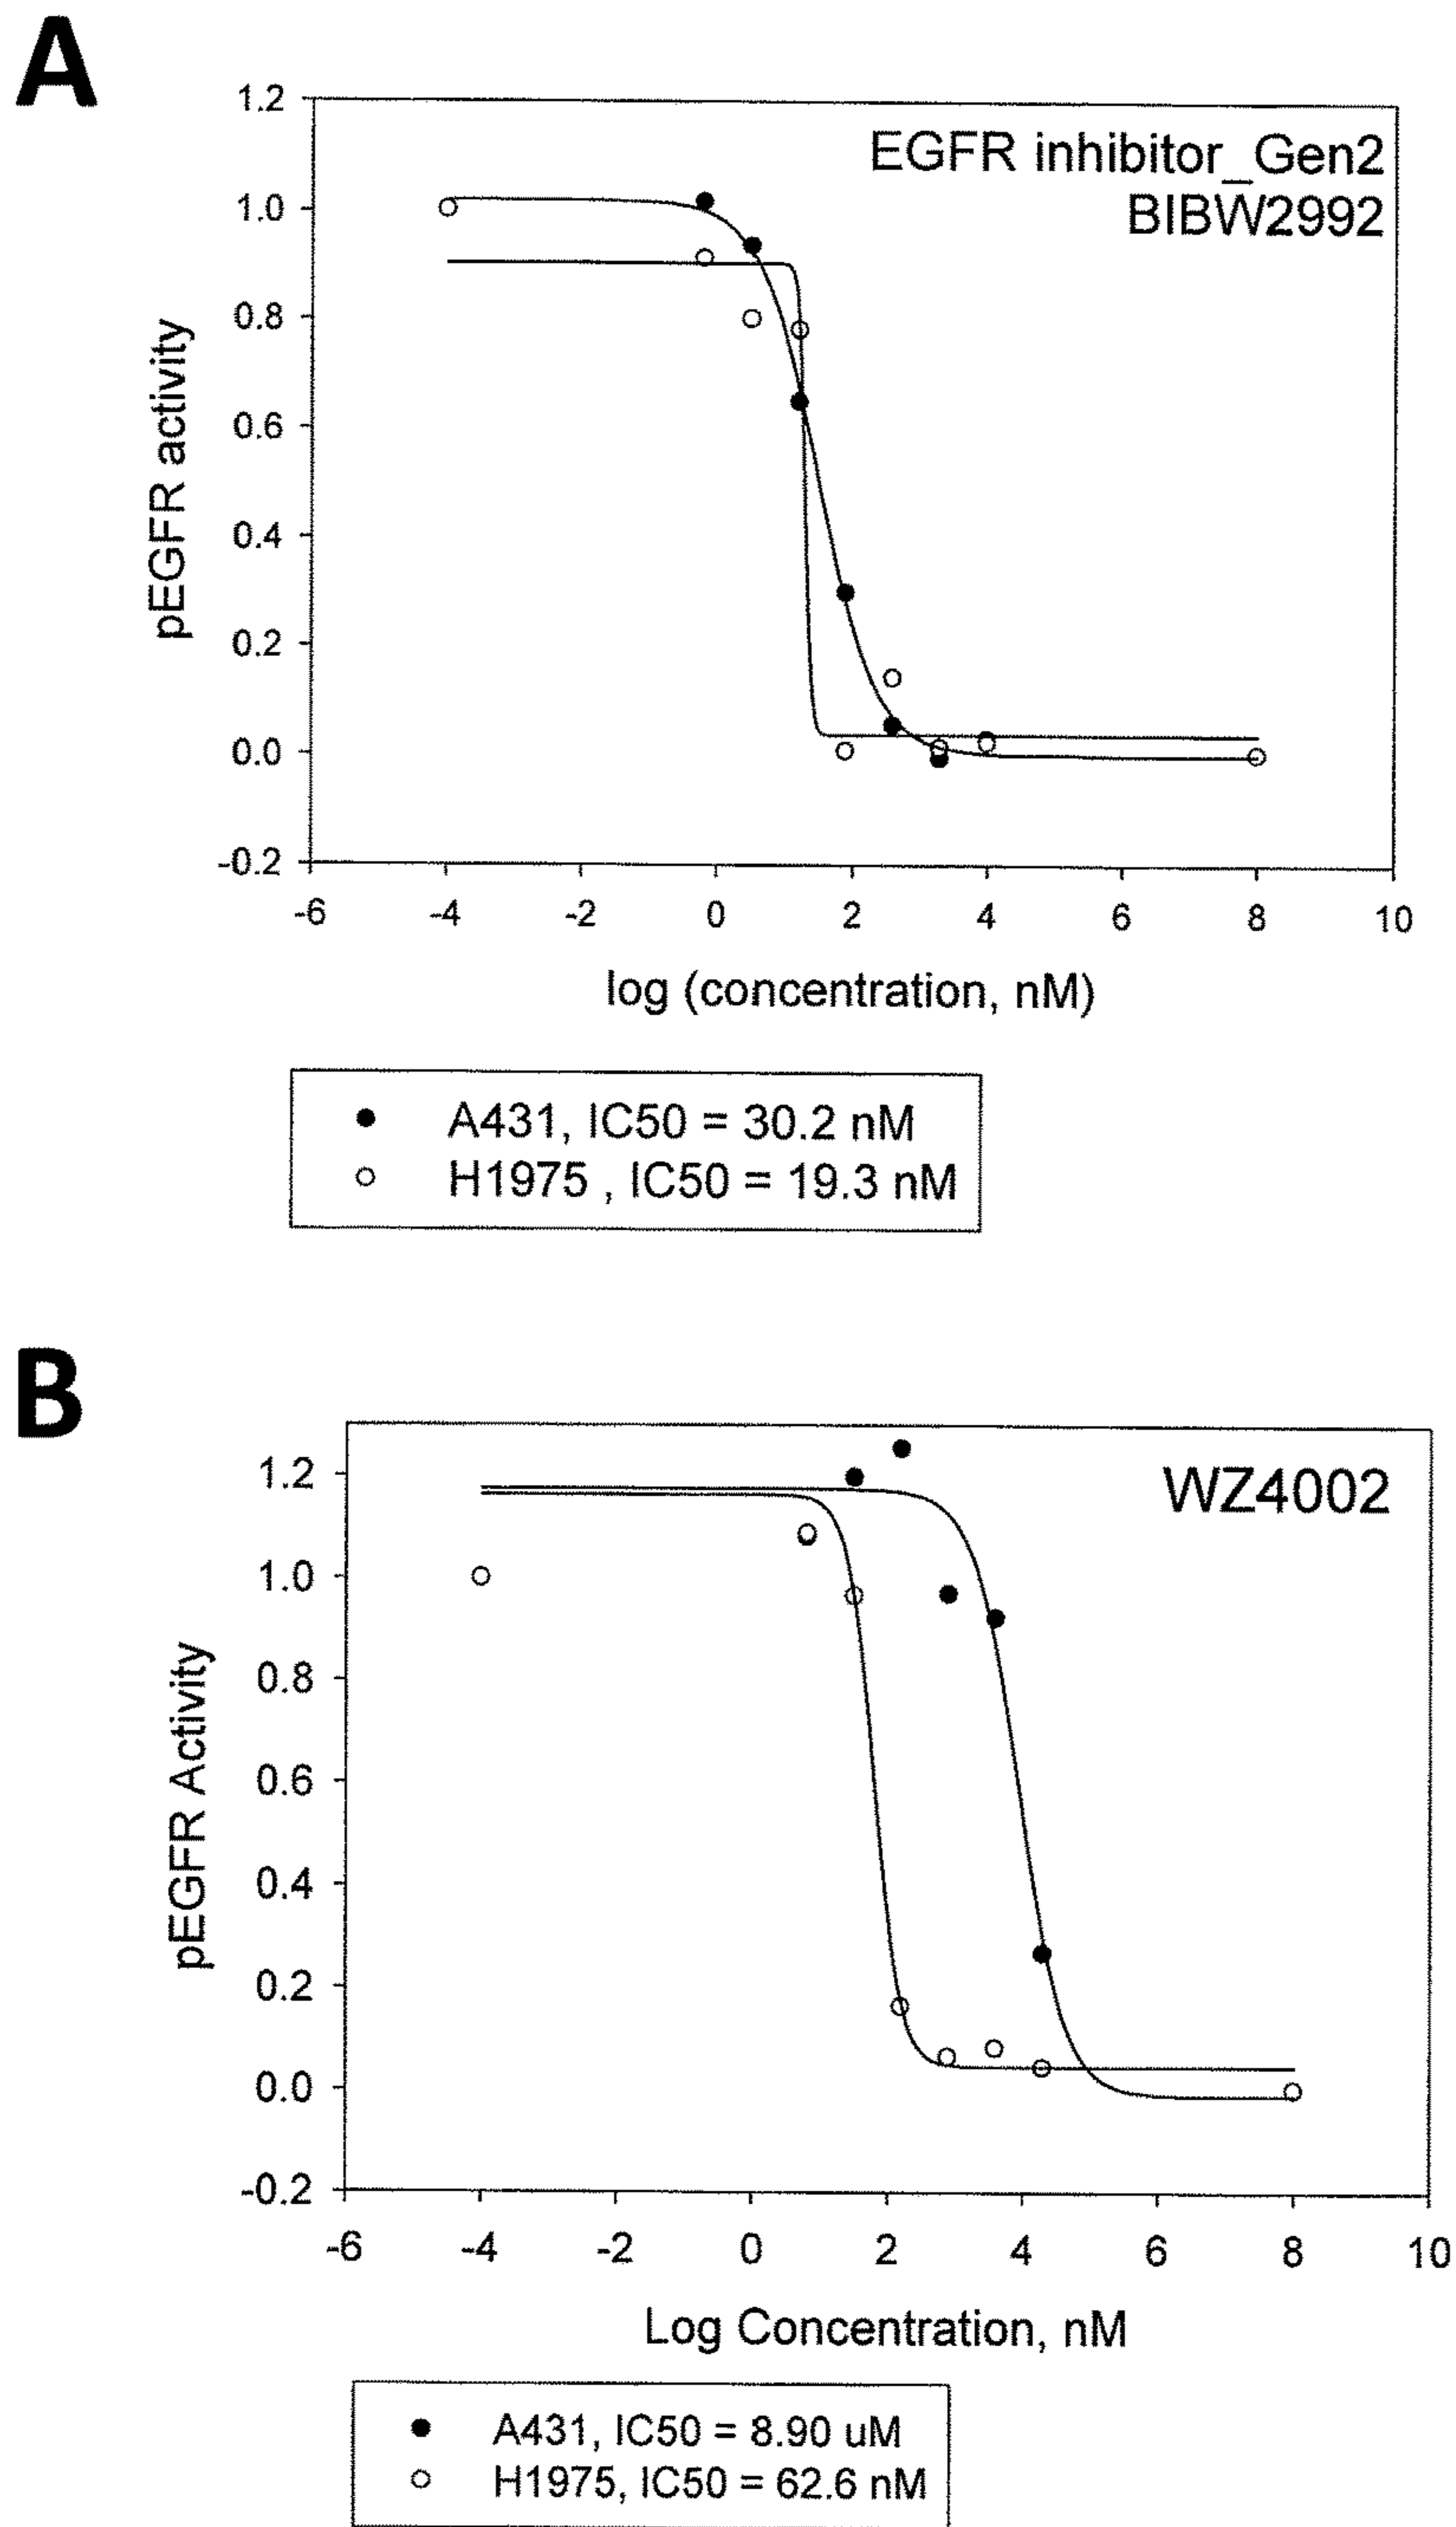 A
1.2
EGFR inhibitor_Gen2
BIBW2992
1.0
0.8
0.6
0.4
0.2
0.0
-0.2
pEGFR activity
-6 -4 -2 0 2 4 6 8 10
log (concentration, nM)
A431, IC50 = 30.2 nM
H1975 , IC50 = 19.3 nM
B
1.2
WZ4002
1.0
0.8
0.6
0.4
0.2
0.0
-0.2
pEGFR Activity
-6 -4 -2 0 2 4 6 8 10
Log Concentration, nM
A431, IC50 = 8.90 uM
H1975, IC50 = 62.6 nM